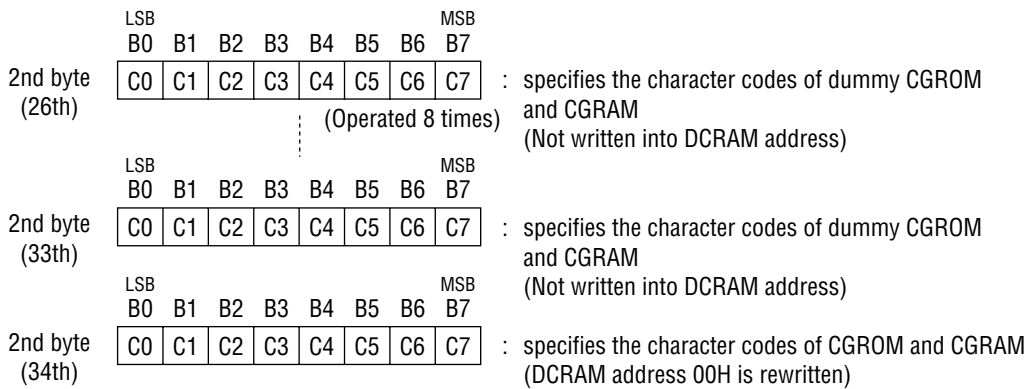 LSB MSB
B0 B1 B2 B3 B4 B5 B6 B7
2nd byte C0 C1 C2 C3 C4 C5 C6 C7 : specifies the character codes of dummy CGROM
(26th) and CGRAM
(Operated 8 times)
(Not written into DCRAM address)
LSB MSB
B0 B1 B2 B3 B4 B5 B6 B7
2nd byte C0 C1 C2 C3 C4 C5 C6 C7 : specifies the character codes of dummy CGROM
(33th) and CGRAM
(Not written into DCRAM address)
LSB MSB
B0 B1 B2 B3 B4 B5 B6 B7
2nd byte C0 C1 C2 C3 C4 C5 C6 C7 : specifies the character codes of CGROM and CGRAM
(34th) (DCRAM address 00H is rewritten)